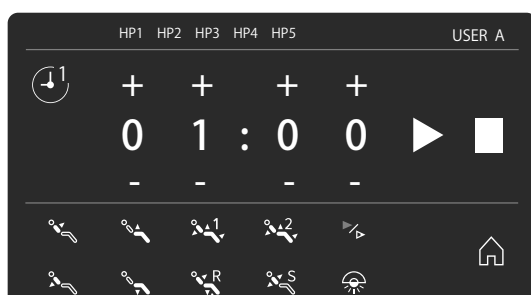 HP1 HP2 HP3 HP4 HP5 USER A
1
+ + + +
0 1 : 0 0
- - - -
1 2
R S